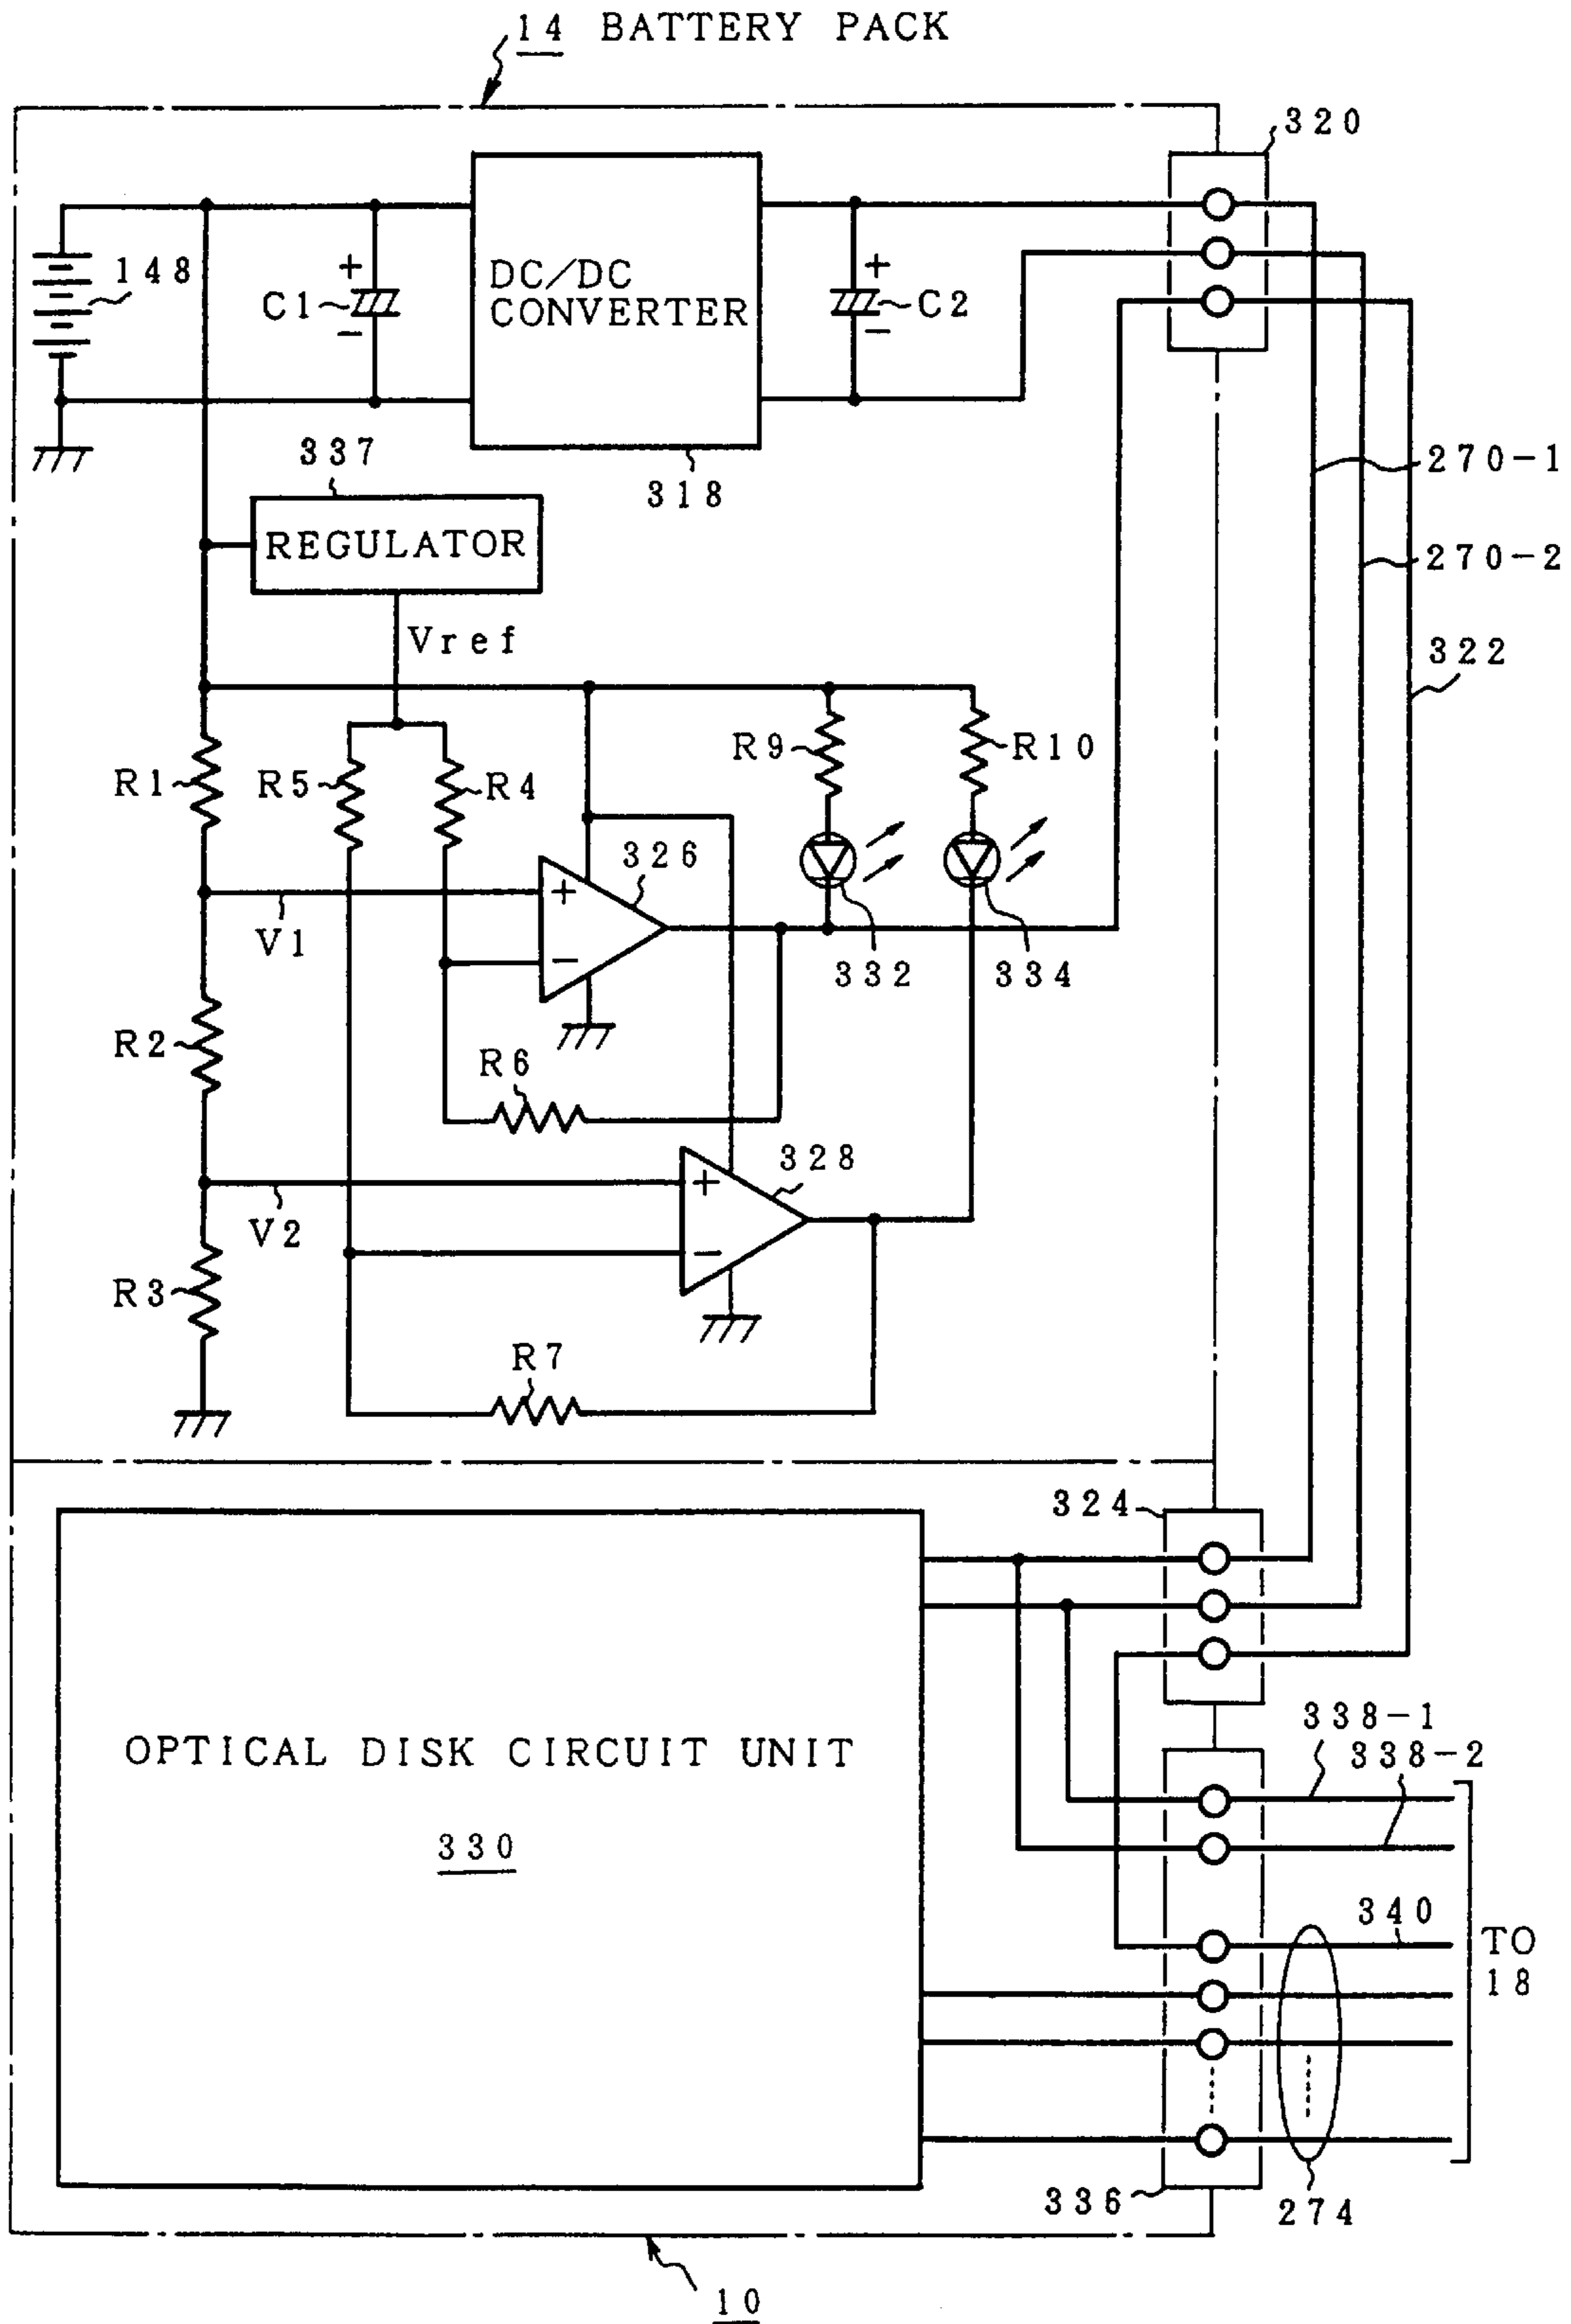 14 BATTERY PACK
320
148
+
C1
−
DC/DC
CONVERTER
+
C2
−
337
318
270-1
REGULATOR
270-2
Vref
322
R1
R5
R4
R9
R10
326
+
V1
−
332
334
R2
R6
328
+
V2
−
R3
R7
324
338-1
338-2
OPTICAL DISK CIRCUIT UNIT
330
340
TO
18
336
274
10